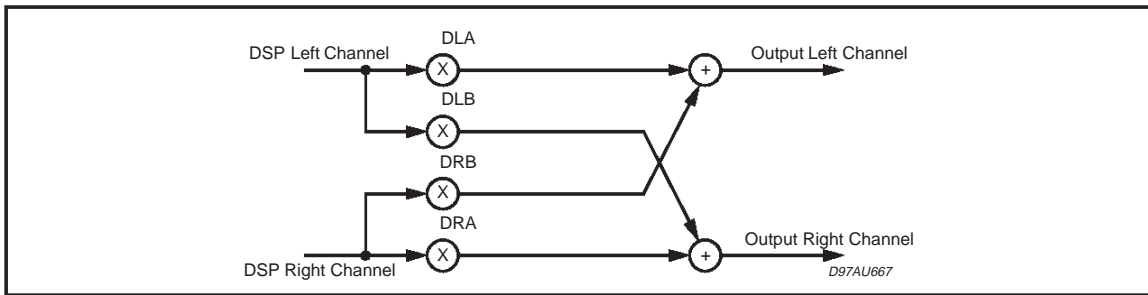 DLA
DSP Left Channel
Output Left Channel
X
+
DLB
X
DRB
X
DRA
Output Right Channel
X
+
DSP Right Channel
D97AU667